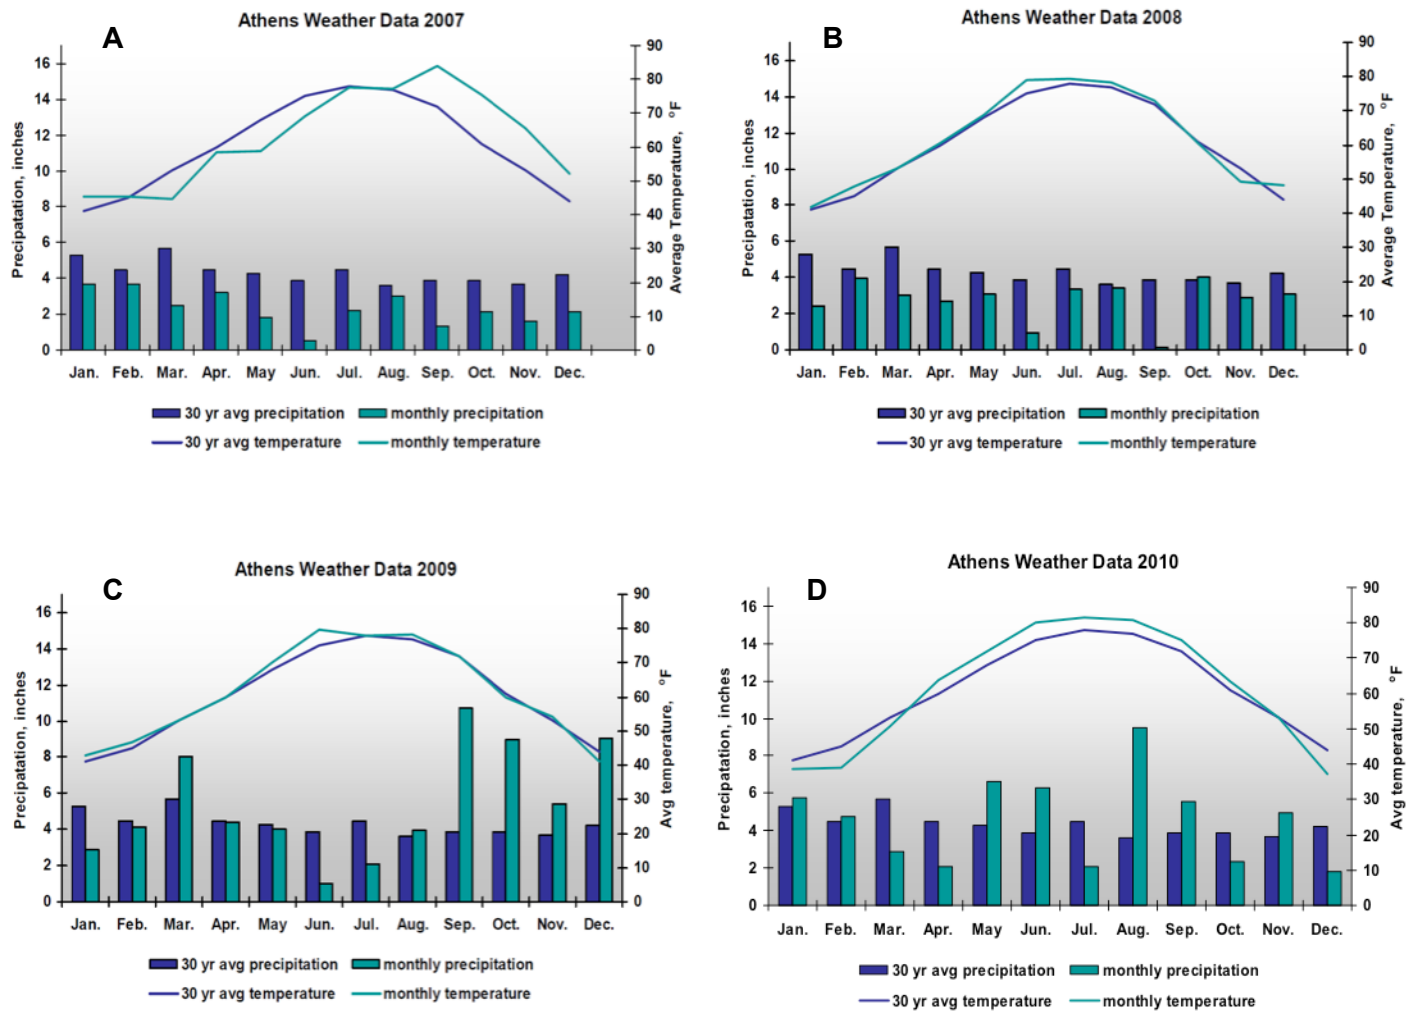 Athens Weather Data 2007
A
Precipatation, inches
16
14
12
10
8
6
4
2
0
90
80
70
60
50
40
30
20
10
0
Average Temperature, °F
Jan. Feb. Mar. Apr. May Jun. Jul. Aug. Sep. Oct. Nov. Dec.
30 yr avg precipitation monthly precipitation
30 yr avg temperature monthly temperature
Athens Weather Data 2008
B
Precipatation, inches
16
14
12
10
8
6
4
2
0
90
80
70
60
50
40
30
20
10
0
Average Temperature, °F
Jan. Feb. Mar. Apr. May Jun. Jul. Aug. Sep. Oct. Nov. Dec.
30 yr avg precipitation monthly precipitation
30 yr avg temperature monthly temperature
Athens Weather Data 2009
C
Precipatation, inches
16
14
12
10
8
6
4
2
0
90
80
70
60
50
40
30
20
10
0
Avg temperature, °F
Jan. Feb. Mar. Apr. May Jun. Jul. Aug. Sep. Oct. Nov. Dec.
30 yr avg precipitation monthly precipitation
30 yr avg temperature monthly temperature
Athens Weather Data 2010
D
Precipatation, inches
16
14
12
10
8
6
4
2
0
90
80
70
60
50
40
30
20
10
0
Avg temperature, °F
Jan. Feb. Mar. Apr. May Jun. Jul. Aug. Sep. Oct. Nov. Dec.
30 yr avg precipitation monthly precipitation
30 yr avg temperature monthly temperature